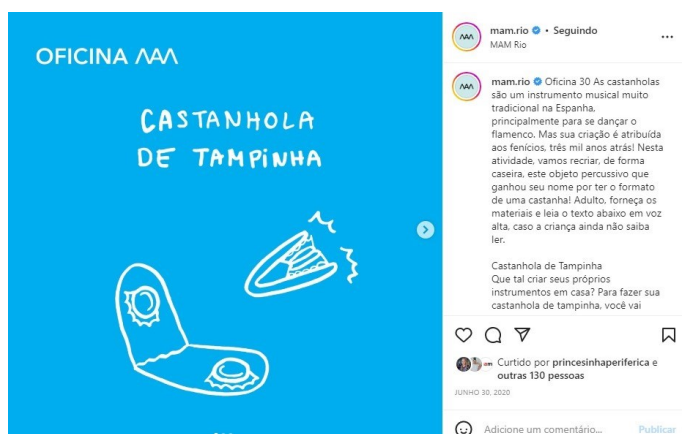 OFICINA MAM
CASTANHOLA
DE TAMPINHA
mam.rio • Seguindo
MAM Rio
mam.rio Oficina 30 As castanholas
são um instrumento musical muito
tradicional na Espanha,
principalmente para se dançar o
flamenco. Mas sua criação é atribuída
aos fenícios, três mil anos atrás! Nesta
atividade, vamos recriar, de forma
caseira, este objeto percussivo que
ganhou seu nome por ter o formato
de uma castanha! Adulto, forneça os
materiais e leia o texto abaixo em voz
alta, caso a criança ainda não saiba
ler.
Castanhola de Tampinha
Que tal criar seus próprios
instrumentos em casa? Para fazer sua
castanhola de tampinha, você vai
Curtido por princesinhaperiferica e
outras 130 pessoas
JUNHO 30, 2020
Adicione um comentário... Publicar